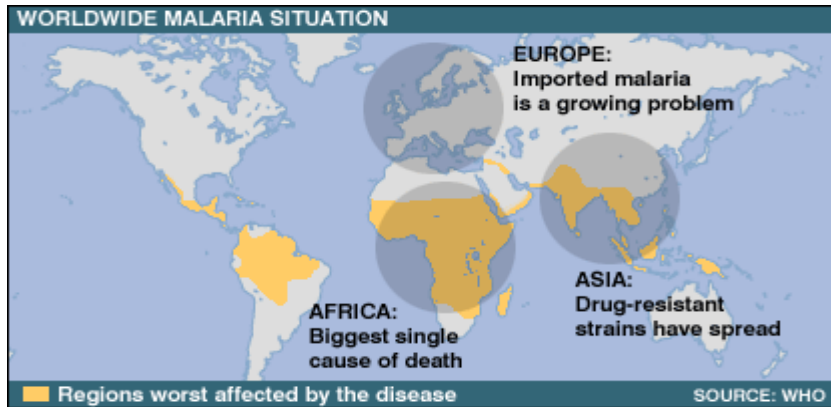 WORLDWIDE MALARIA SITUATION
EUROPE:
Imported malaria
is a growing problem
AFRICA:
Biggest single
cause of death
ASIA:
Drug-resistant
strains have spread
Regions worst affected by the disease
SOURCE: WHO